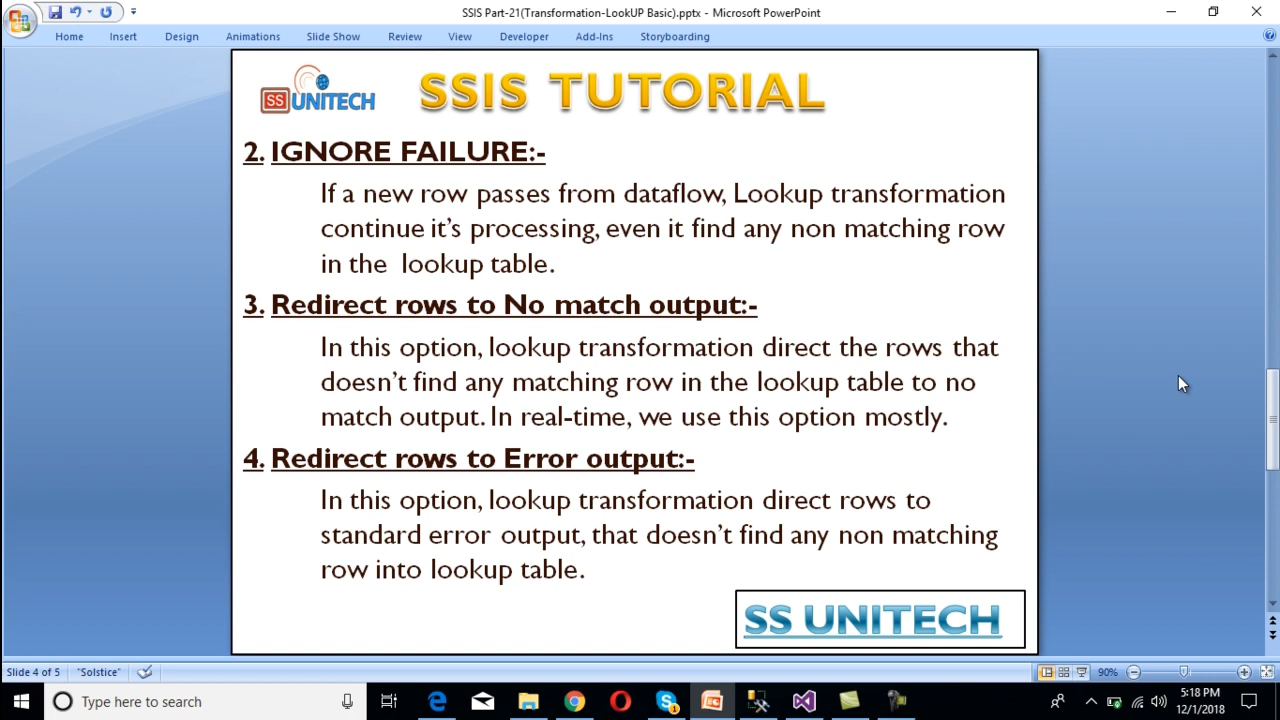 SSIS Part-21(Transformation-LookUP Basic).pptx - Microsoft PowerPoint
Home Insert Design Animations Slide Show Review View Developer Add-Ins Storyboarding
SS UNITECH
SSIS TUTORIAL
2. IGNORE FAILURE:-
If a new row passes from dataflow, Lookup transformation
continue it's processing, even it find any non matching row
in the lookup table.
3. Redirect rows to No match output:-
In this option, lookup transformation direct the rows that
doesn't find any matching row in the lookup table to no
match output. In real-time, we use this option mostly.
4. Redirect rows to Error output:-
In this option, lookup transformation direct rows to
standard error output, that doesn't find any non matching
row into lookup table.
SS UNITECH
Slide 4 of 5 "Solstice" 90%
Type here to search
5:18 PM
12/1/2018